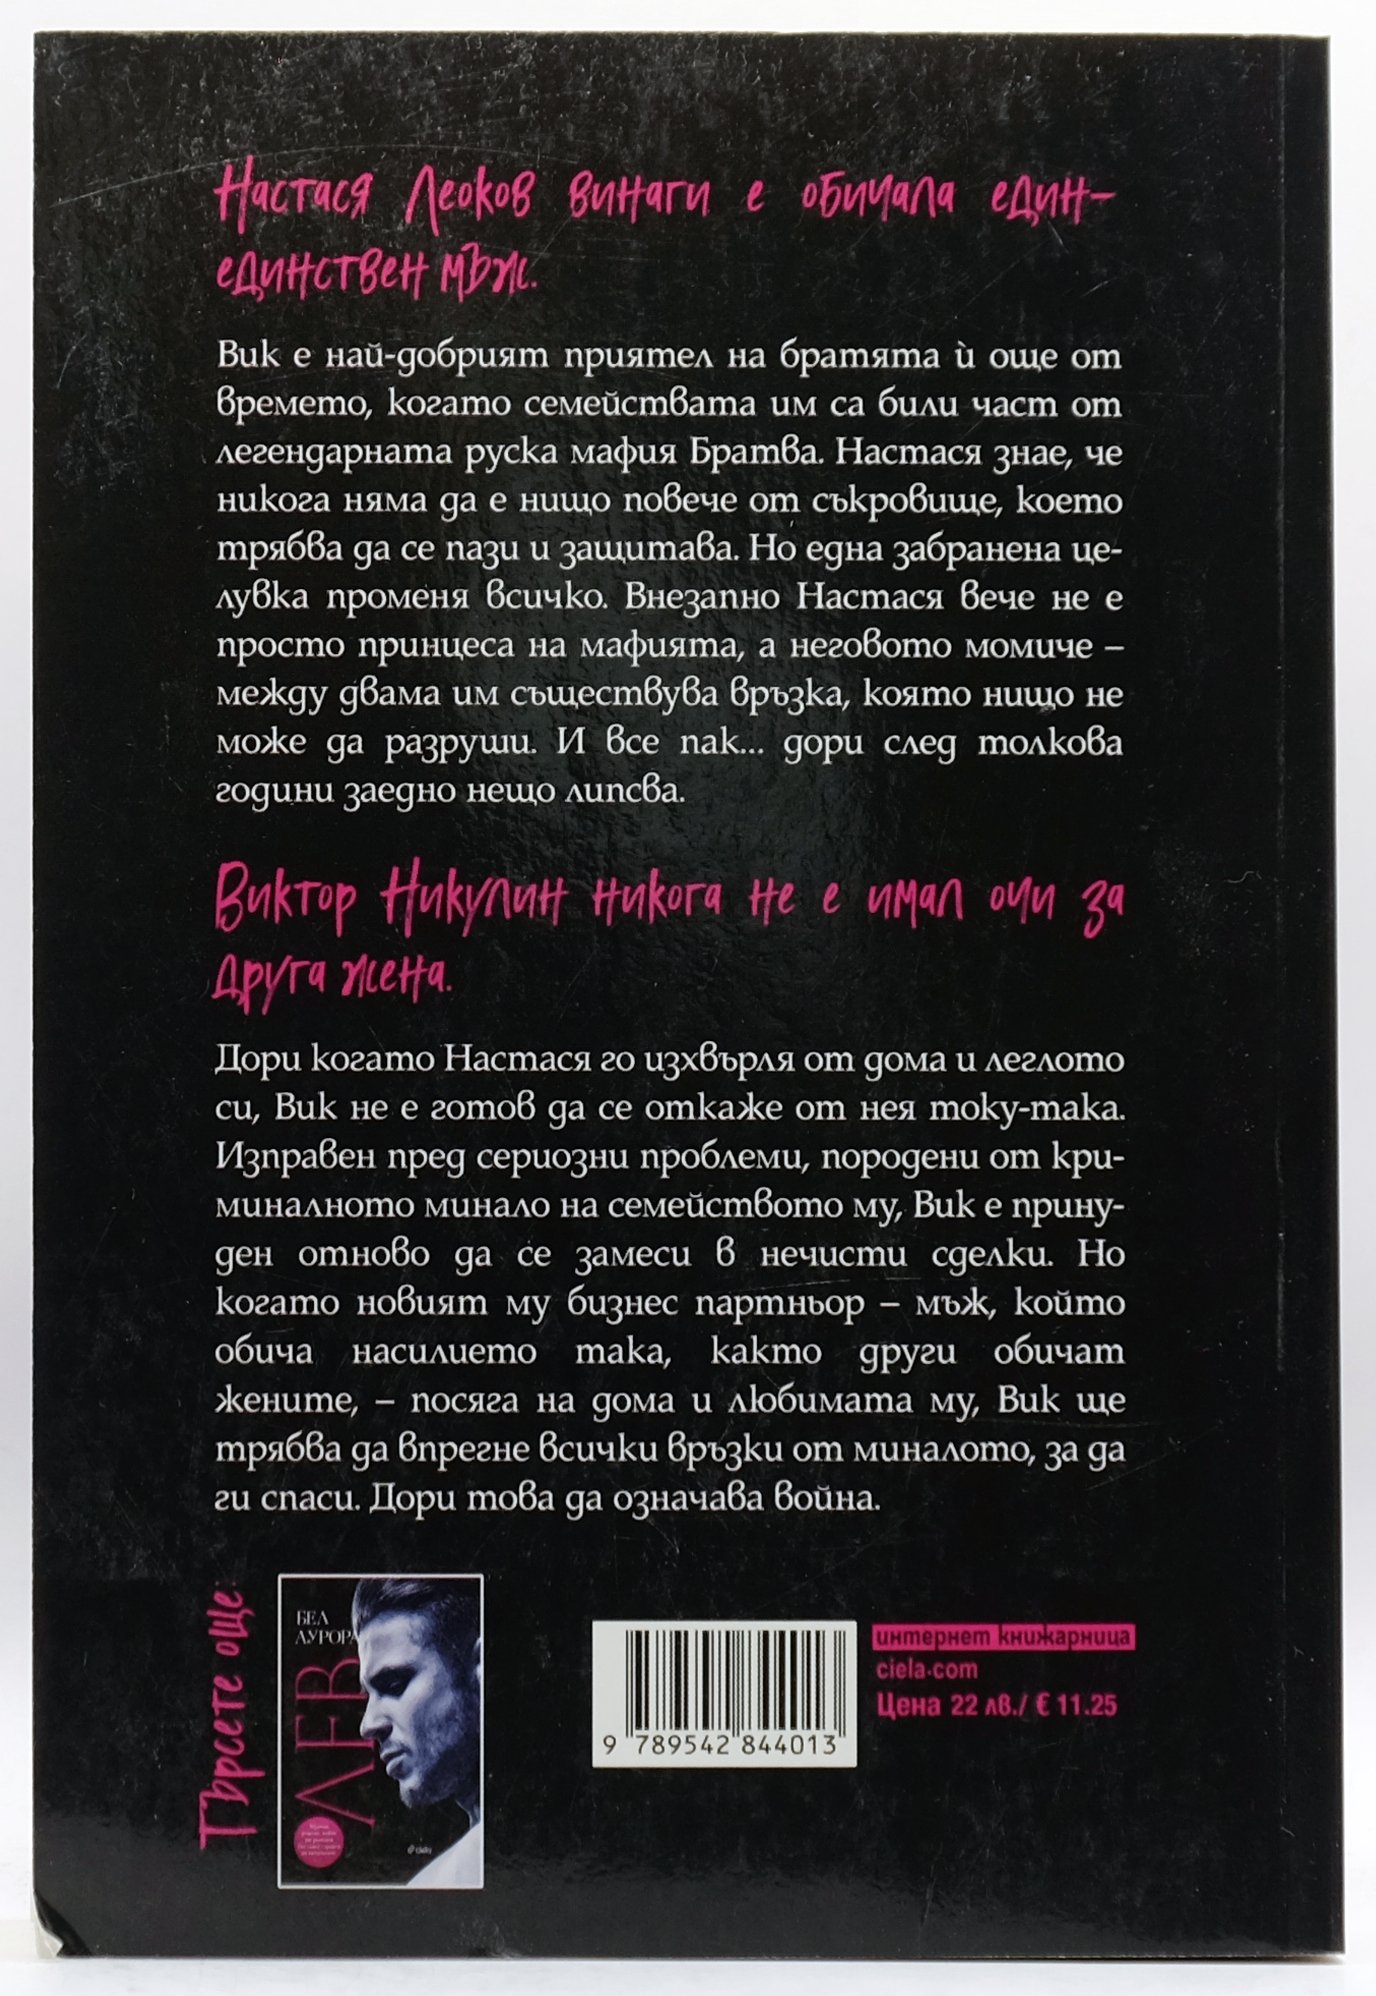 Настася Леоков винаги е обичала един-
единствен мъж.
Вик е най-добрият приятел на братята ѝ още от
времето, когато семействата им са били част от
легендарната руска мафия Братва. Настася знае, че
никога няма да е нищо повече от съкровище, което
трябва да се пази и защитава. Но една забранена це-
лувка променя всичко. Внезапно Настася вече не е
просто принцеса на мафията, а неговото момиче –
между двама им съществува връзка, която нищо не
може да разруши. И все пак... дори след толкова
години заедно нещо липсва.
Виктор Никулин никога не е имал очи за
друга жена.
Дори когато Настася го изхвърля от дома и леглото
си, Вик не е готов да се откаже от нея току-така.
Изправен пред сериозни проблеми, породени от кри-
миналното минало на семейството му, Вик е прину-
ден отново да се замеси в нечисти сделки. Но
когато новият му бизнес партньор – мъж, който
обича насилието така, както други обичат
жените, – посяга на дома и любимата му, Вик ще
трябва да впрегне всички връзки от миналото, за да
ги спаси. Дори това да означава война.
Търсете още:
БЕЛ
АУРОРА
ЛЕВ
ciela
9 789542 844013
интернет книжарница
ciela.com
Цена 22 лв./ € 11.25